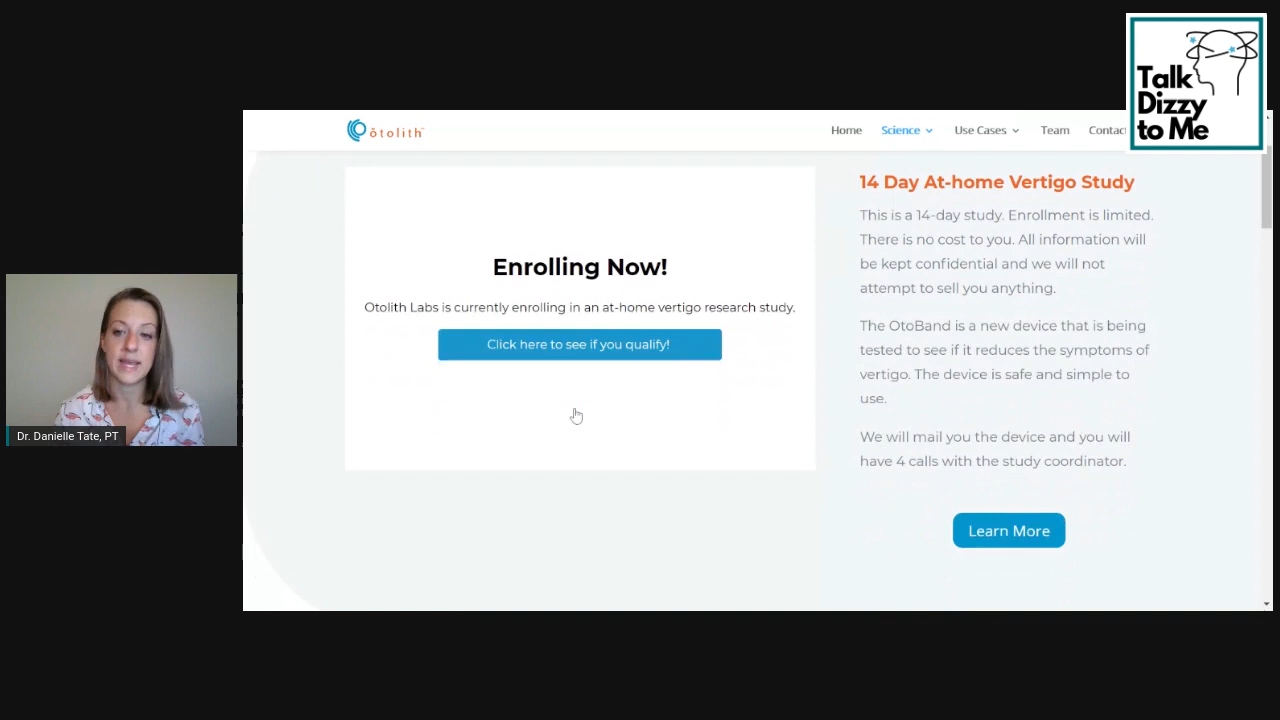 Talk
Dizzy
to Me
ōtolith™
Home
Science
Use Cases
Team
Contac
14 Day At-home Vertigo Study
This is a 14-day study. Enrollment is limited.
There is no cost to you. All information will
be kept confidential and we will not
attempt to sell you anything.
The OtoBand is a new device that is being
tested to see if it reduces the symptoms of
vertigo. The device is safe and simple to
use.
We will mail you the device and you will
have 4 calls with the study coordinator.
Learn More
Enrolling Now!
Otolith Labs is currently enrolling in an at-home vertigo research study.
Click here to see if you qualify!
Dr. Danielle Tate, PT